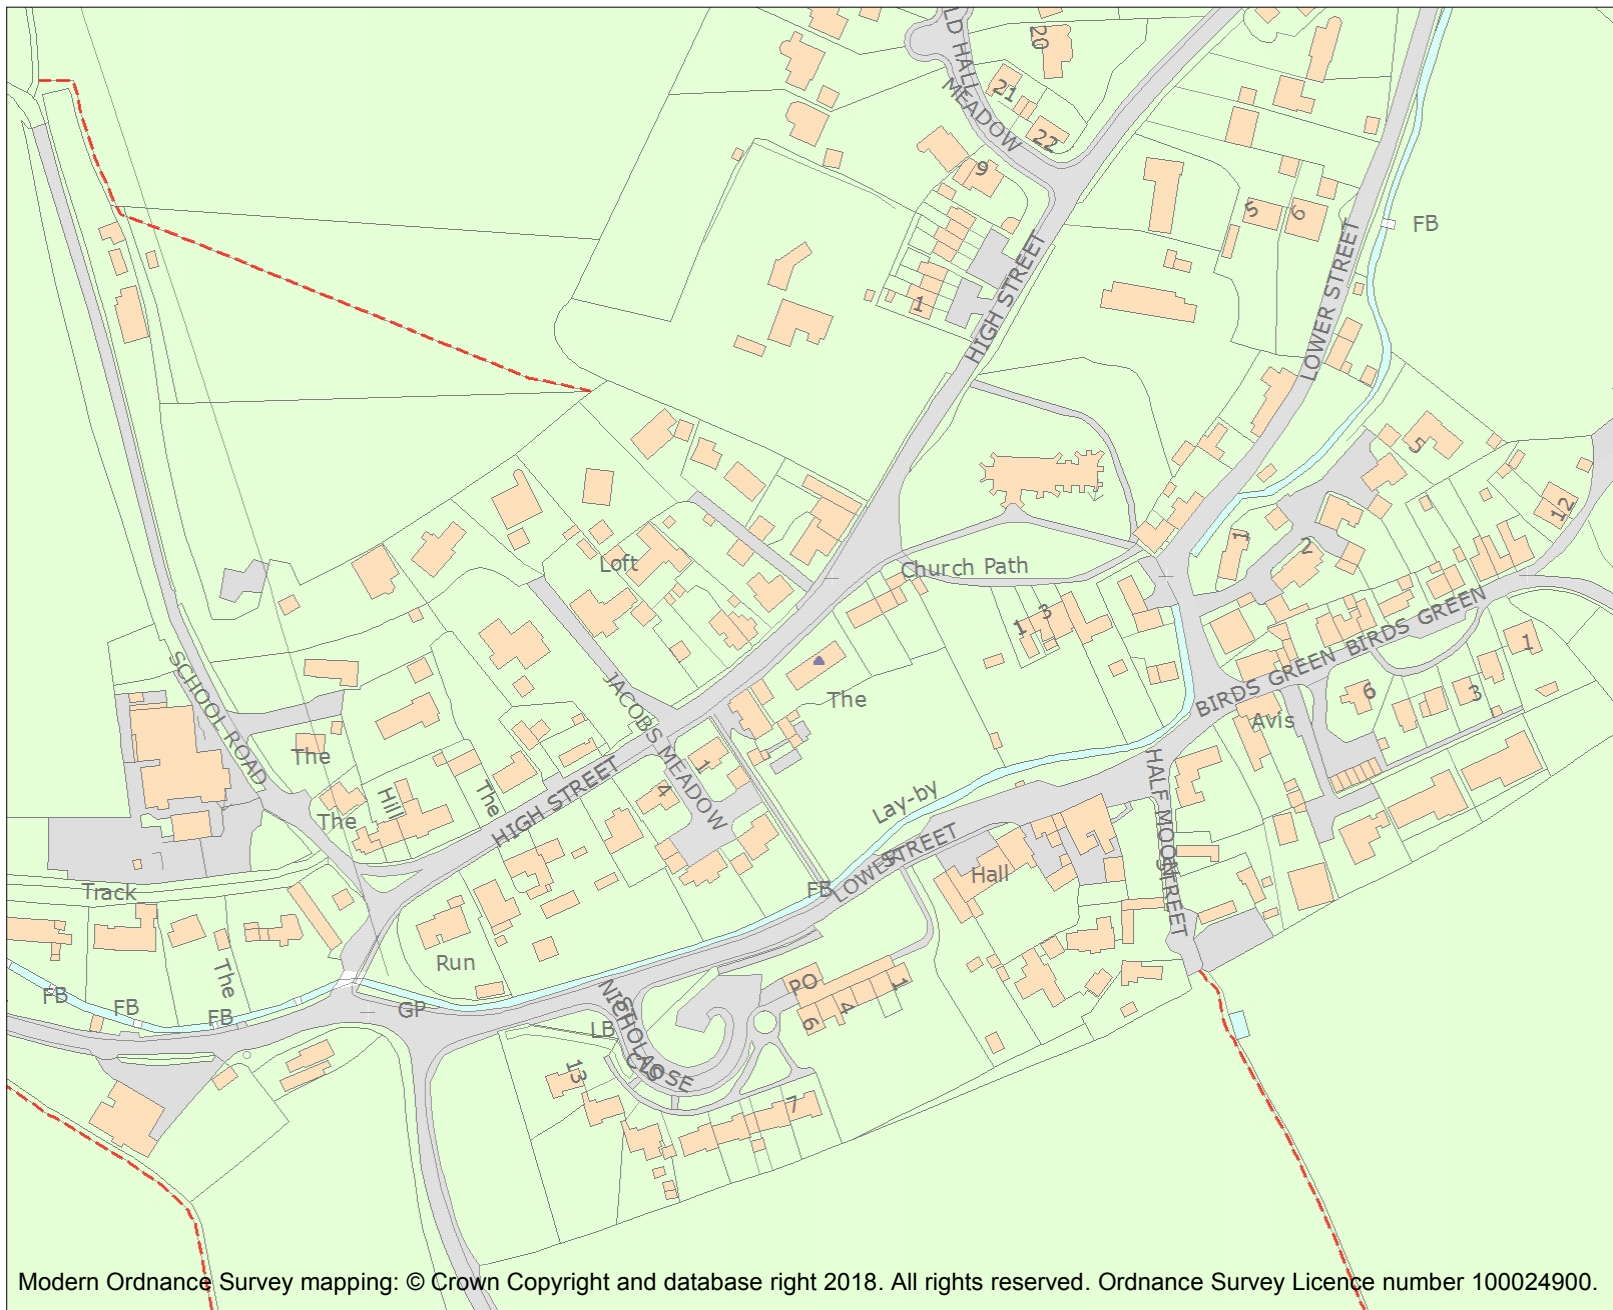 LD HALL
MEADOW
20
21
22
9
5
6
FB
1
HIGH STREET
LOWER STREET
5
12
Loft
Church Path
1
2
1
3
BIRDS GREEN
BIRDS GREEN
1
3
6
Avis
SCHOOL ROAD
JACOBS MEADOW
The
The
The
Hill
The
1
4
HIGH STREET
Lay-by
HALF MOON
STREET
Track
FB
LOWER
STREET
Hall
The
Run
FB
FB
FB
GP
PO
1
4
6
NICHOLAS
CLOSE
LB
13
7
Modern Ordnance Survey mapping: © Crown Copyright and database right 2018. All rights reserved. Ordnance Survey Licence number 100024900.